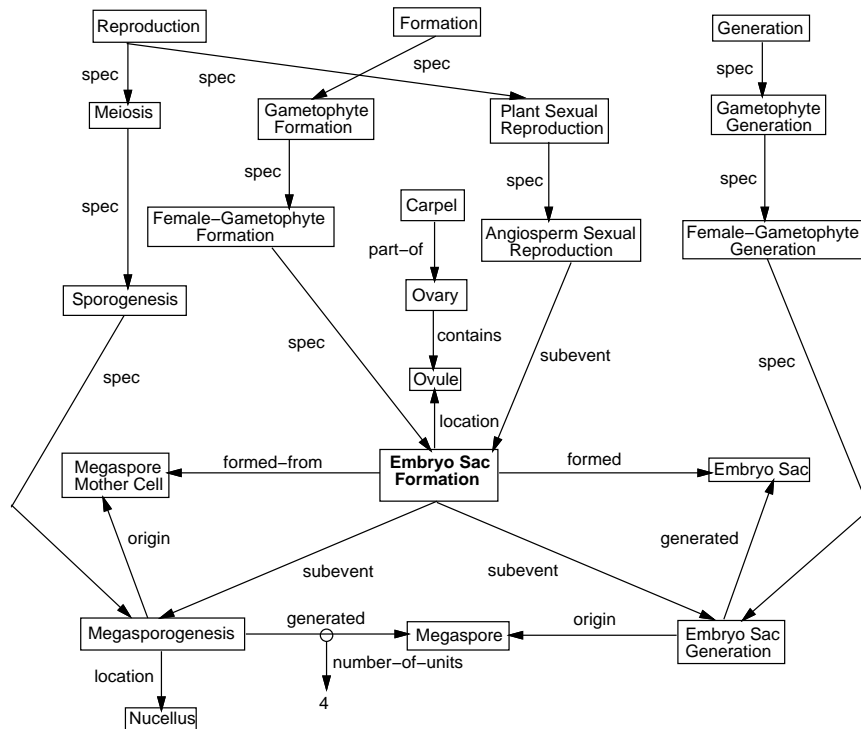 Reproduction
Formation
Generation
spec
spec
spec
spec
Meiosis
Gametophyte
Formation
Plant Sexual
Reproduction
Gametophyte
Generation
spec
spec
spec
spec
Female-Gametophyte
Formation
Carpel
Angiosperm Sexual
Reproduction
Female-Gametophyte
Generation
part-of
Sporogenesis
Ovary
spec
spec
contains
subevent
spec
Ovule
location
Megaspore
Mother Cell
formed-from
Embryo Sac
Formation
formed
Embryo Sac
origin
generated
subevent
subevent
Megasporogenesis
generated
Megaspore
origin
Embryo Sac
Generation
number-of-units
location
4
Nucellus